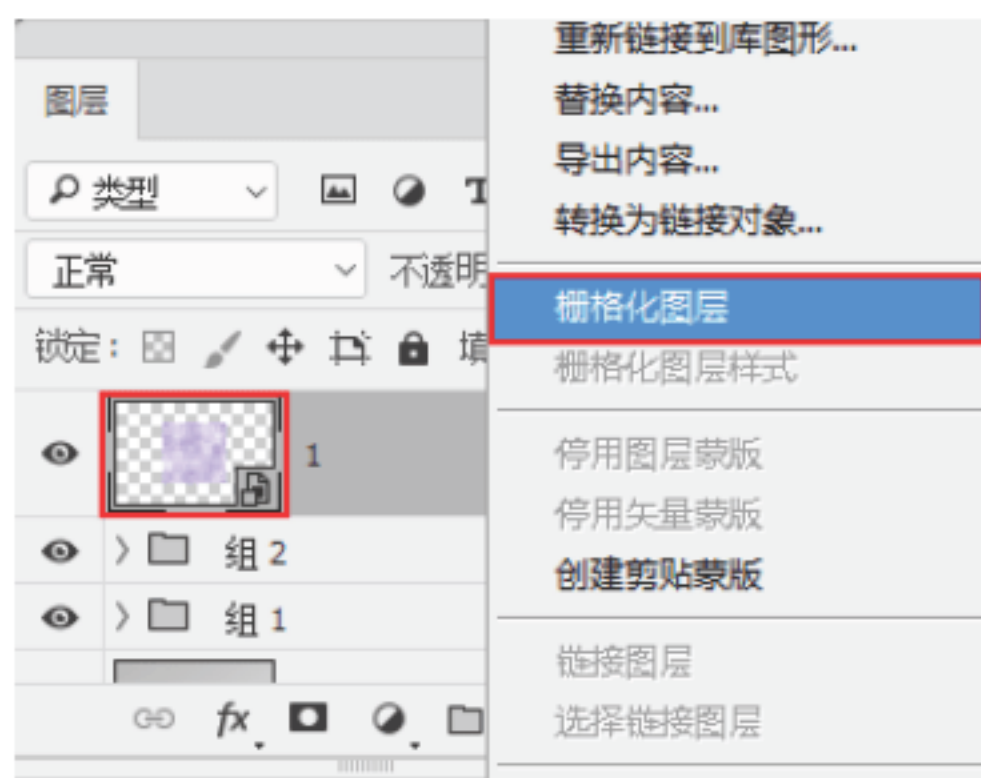 图层
类型
正常
不透明
锁定:
填
1
组 2
组 1
fx
重新链接到库图形...
替换内容...
导出内容...
转换为链接对象...
栅格化图层
栅格化图层样式
停用图层蒙版
停用矢量蒙版
创建剪贴蒙版
链接图层
选择链接图层